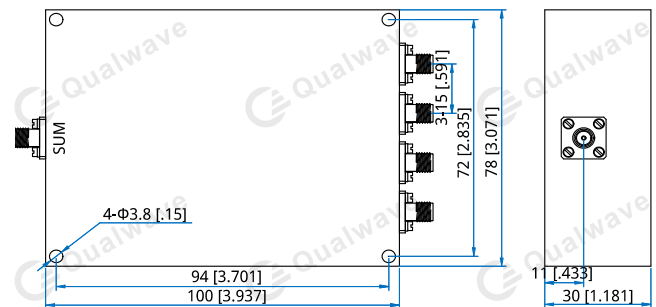 Qualwave
Qualwave
Qualwave
SUM
3-15 [.591]
72 [2.835]
78 [3.071]
4-Φ3.8 [.15]
Qualwave
Qualwave
Qualwave
94 [3.701]
100 [3.937]
11 [.433]
30 [1.181]